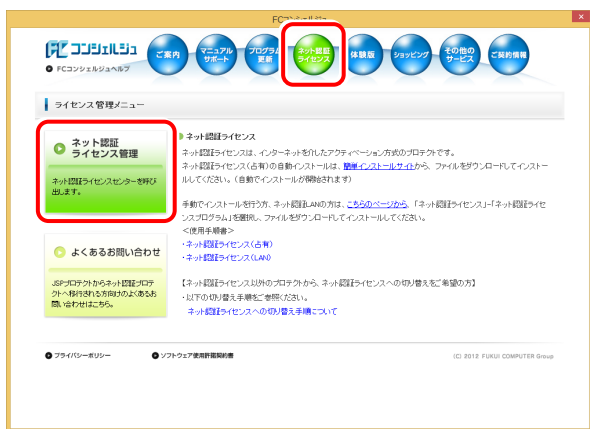 FCコンシェルジュ
FC コンシェルジュ
FCコンシェルジュヘルプ
ご案内
マニュアル
サポート
プログラム
更新
ネット認証
ライセンス
体験版
ショッピング
その他の
サービス
ご契約情報
ライセンス管理メニュー
ネット認証
ライセンス管理
ネット認証ライセンスセンターを呼び
出します。
よくあるお問い合わせ
JSPプロテクトからネット認証プロテ
クトへ移行される方向けのよくあるお
問い合わせはこちら。
ネット認証ライセンス
ネット認証ライセンスは、インターネットを介したアクティベーション方式のプロテクトです。
ネット認証ライセンス(占有)の自動インストールは、簡単インストールサイトから、ファイルをダウンロードしてインストー
ルしてください。(自動でインストールが開始されます)
手動でインストールを行う方、ネット認証LANの方は、こちらのページから、「ネット認証ライセンス」-「ネット認証ライセ
ンスプログラム」を選択し、ファイルをダウンロードしてインストールしてください。
<使用手順書>
・ネット認証ライセンス(占有)
・ネット認証ライセンス(LAN)
【ネット認証ライセンス以外のプロテクトから、ネット認証ライセンスへの切り替えをご希望の方】
・以下の切り替え手順をご参照ください。
ネット認証ライセンスへの切り替え手順について
プライバシーポリシー
ソフトウェア使用許諾契約書
(C) 2012 FUKUI COMPUTER Group